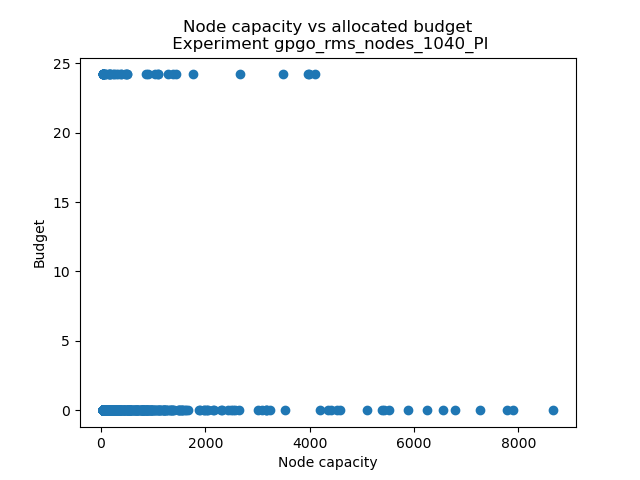 Node capacity vs allocated budget
Experiment gpgo_rms_nodes_1040_PI
25
20
15
10
5
0
Budget
0 2000 4000 6000 8000
Node capacity